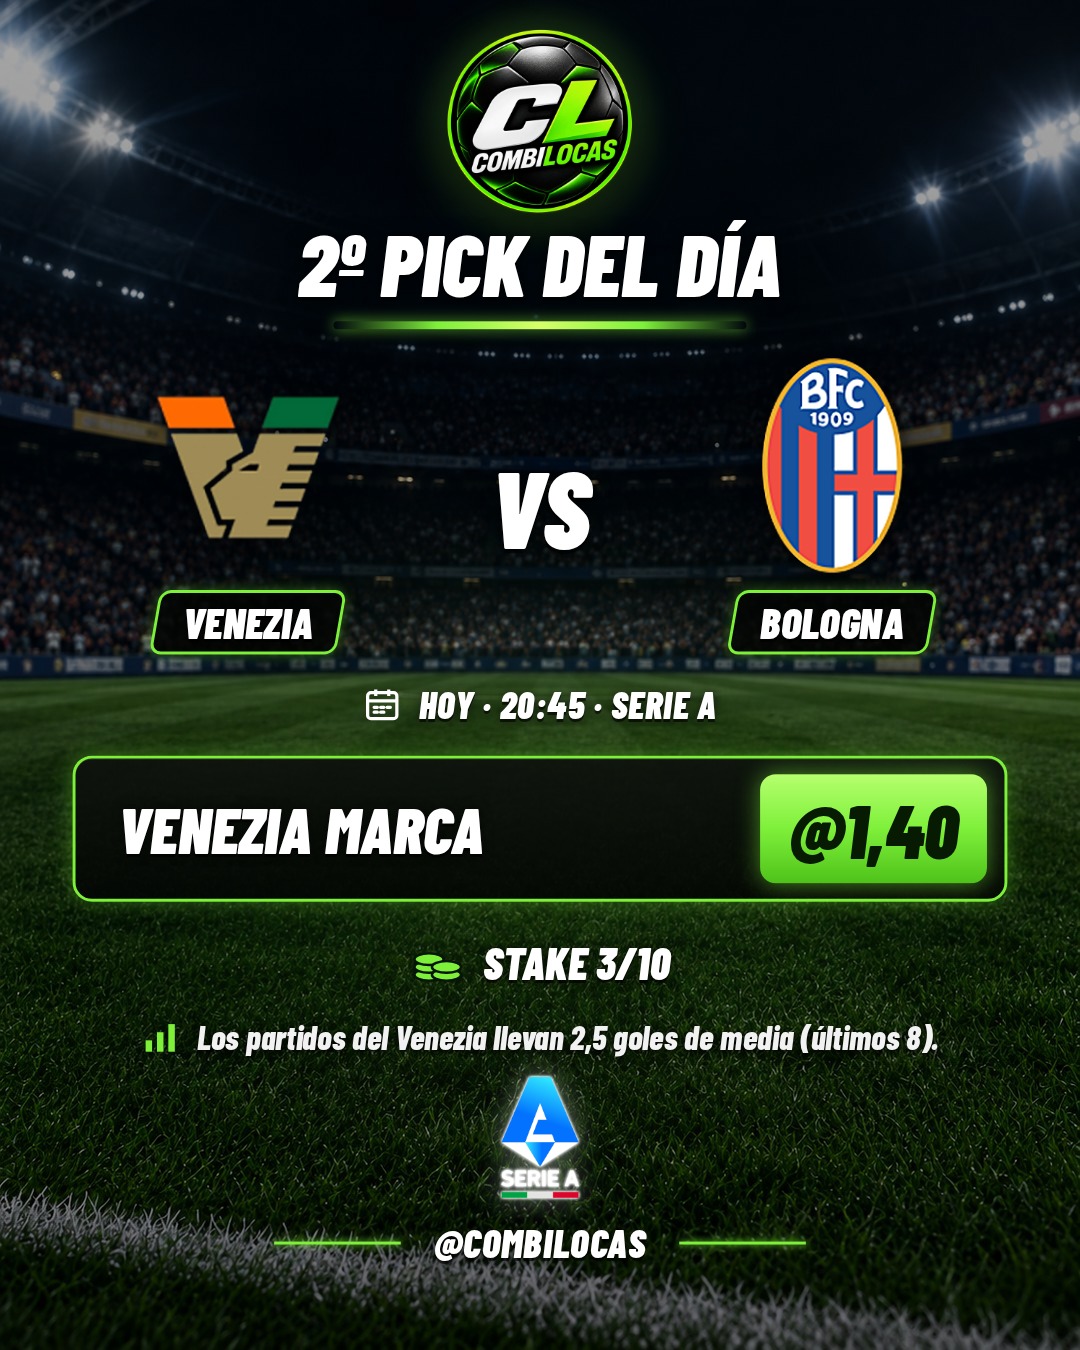 CL
COMBILOCAS
2º PICK DEL DÍA
BFC
1909
VS
VENEZIA
BOLOGNA
HOY · 20:45 · SERIE A
VENEZIA MARCA
@1,40
STAKE 3/10
Los partidos del Venezia llevan 2,5 goles de media (últimos 8).
SERIE A
@COMBILOCAS